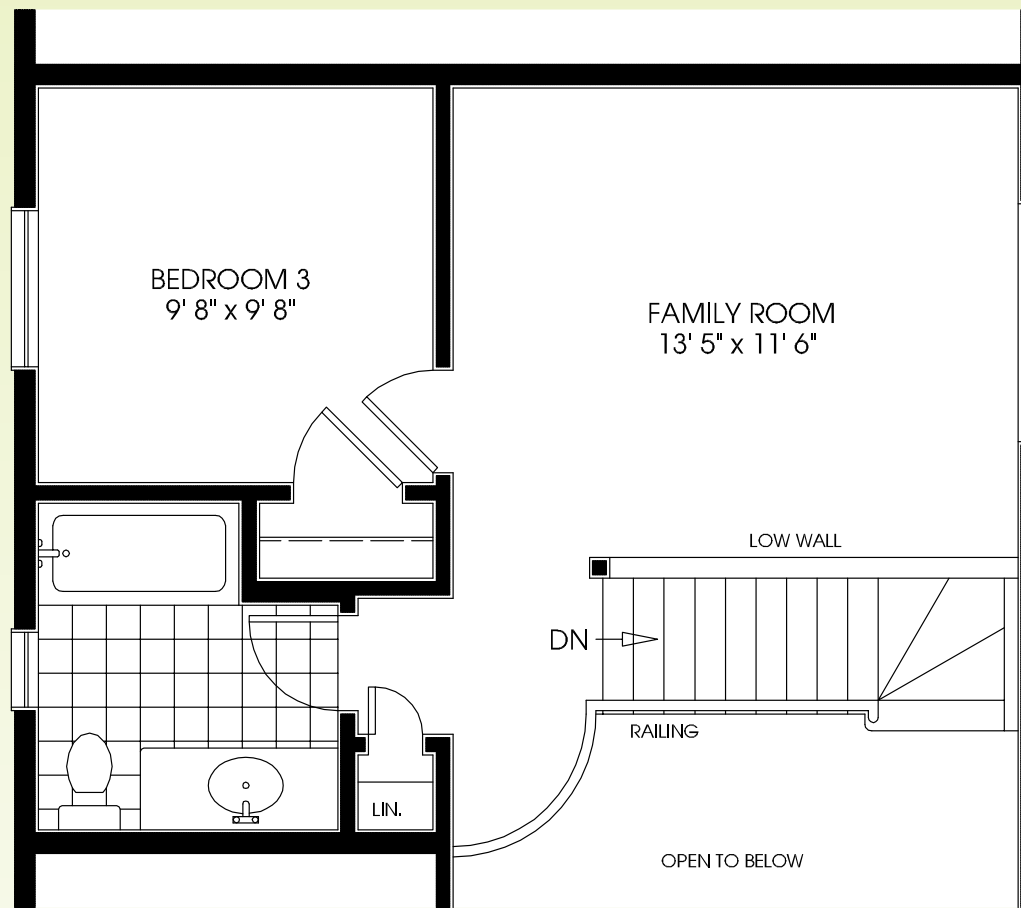 BEDROOM 3
9' 8" x 9' 8"
FAMILY ROOM
13' 5" x 11' 6"
LOW WALL
DN
RAILING
LIN.
OPEN TO BELOW